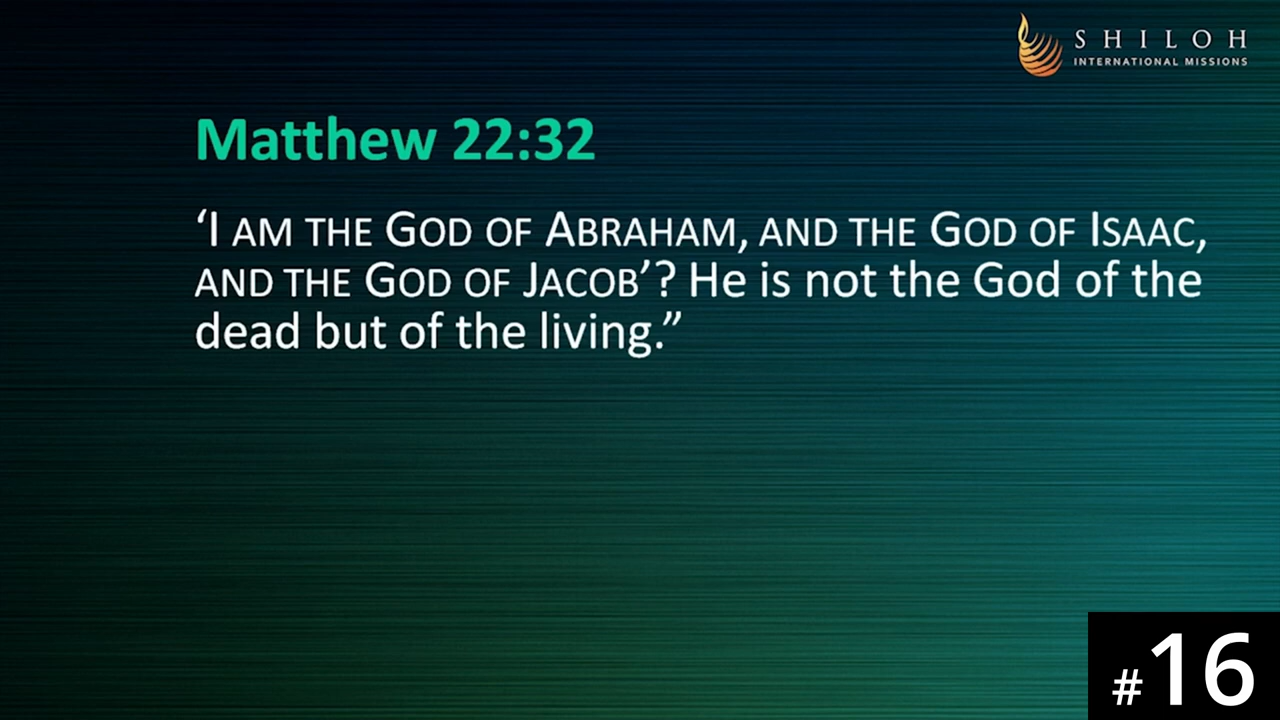 SHILOH
INTERNATIONAL MISSIONS
Matthew 22:32
‘I AM THE GOD OF ABRAHAM, AND THE GOD OF ISAAC,
AND THE GOD OF JACOB’? He is not the God of the
dead but of the living.”
#16